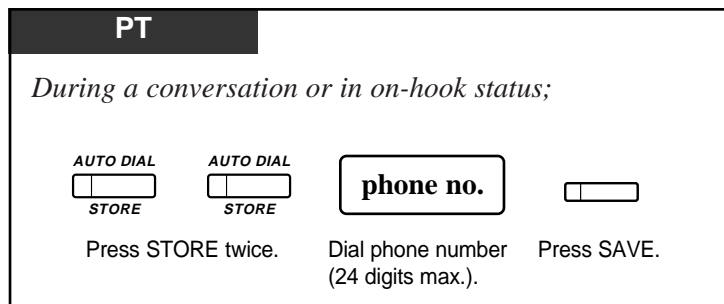 PT
During a conversation or in on-hook status;
AUTO DIAL AUTO DIAL
STORE STORE
phone no.
Press STORE twice. Dial phone number Press SAVE.
(24 digits max.).